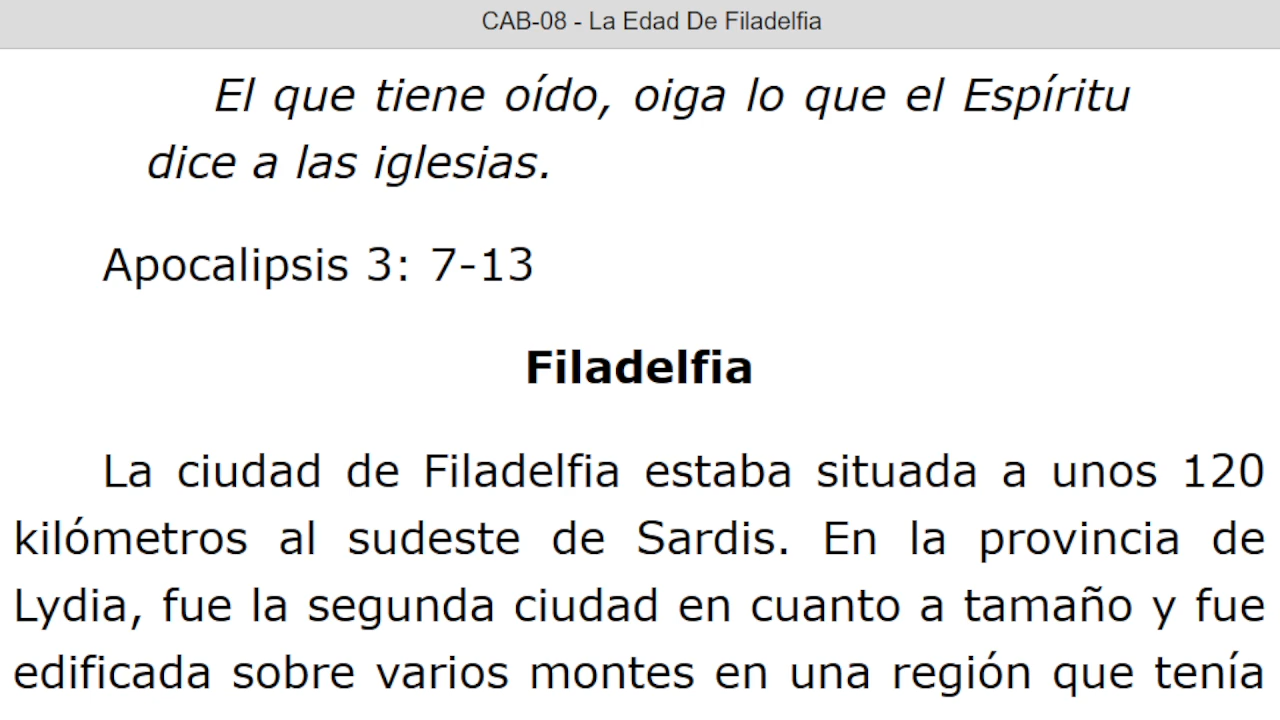 CAB-08 - La Edad De Filadelfia
El que tiene oído, oiga lo que el Espíritu
dice a las iglesias.
Apocalipsis 3: 7-13
Filadelfia
La ciudad de Filadelfia estaba situada a unos 120
kilómetros al sudeste de Sardis. En la provincia de
Lydia, fue la segunda ciudad en cuanto a tamaño y fue
edificada sobre varios montes en una región que tenía